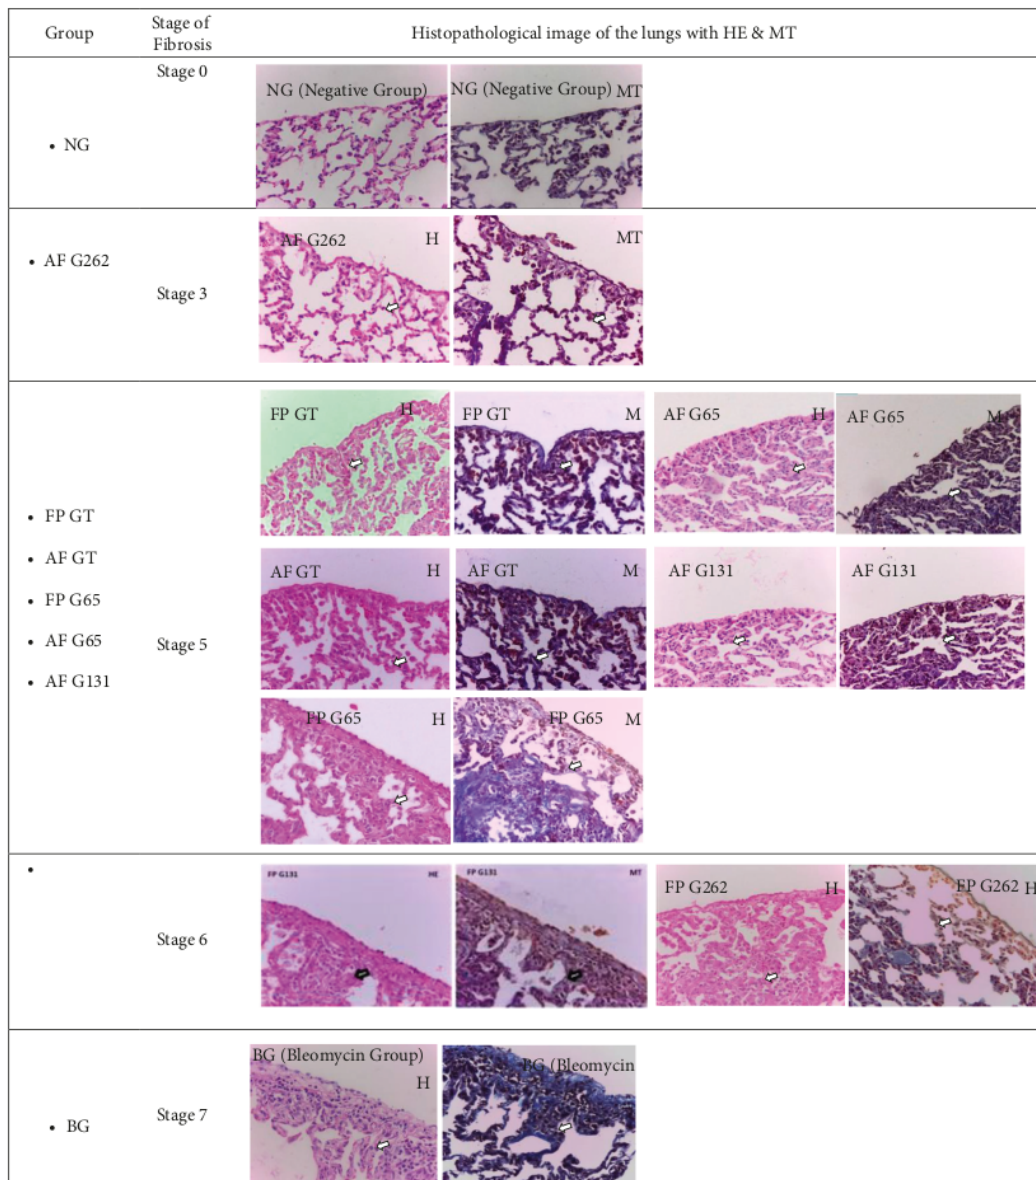 Group
Stage of
Fibrosis
Histopathological image of the lungs with HE & MT
Stage 0
NG (Negative Group)
NG (Negative Group) MT
• NG
AF G262 H
MT
• AF G262
Stage 3
FP GT H
FP GT M
AF G65 H
AF G65 M
• FP GT
• AF GT
• FP G65
• AF G65
• AF G131
Stage 5
AF GT H
AF GT M
AF G131
AF G131
FP G65 H
FP G65 M
•
Stage 6
FP G131 HE
FP G131 MT
FP G262 H
FP G262 H
BG (Bleomycin Group)
H
BG (Bleomycin
• BG
Stage 7